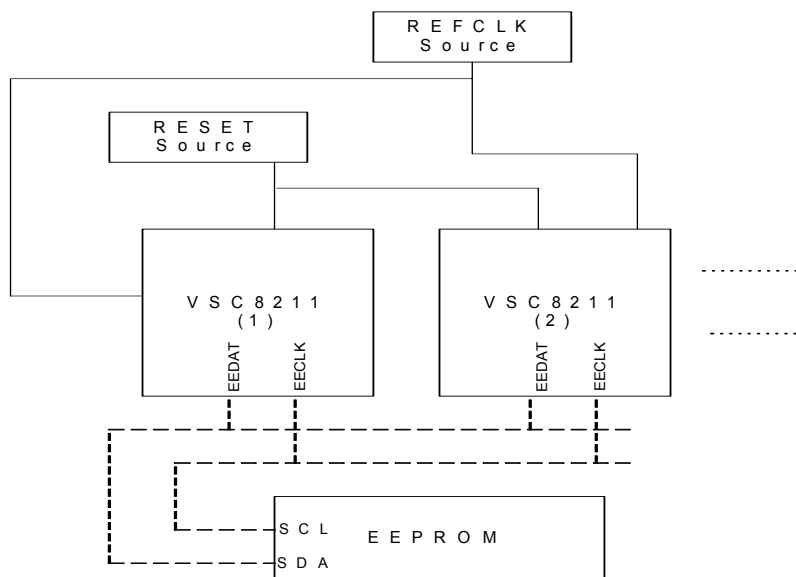 REFCLK
Source
RESET
Source
VSC8211
(1)
EEDAT
EECLK
VSC8211
(2)
EEDAT
EECLK
SCL
EEPROM
SDA